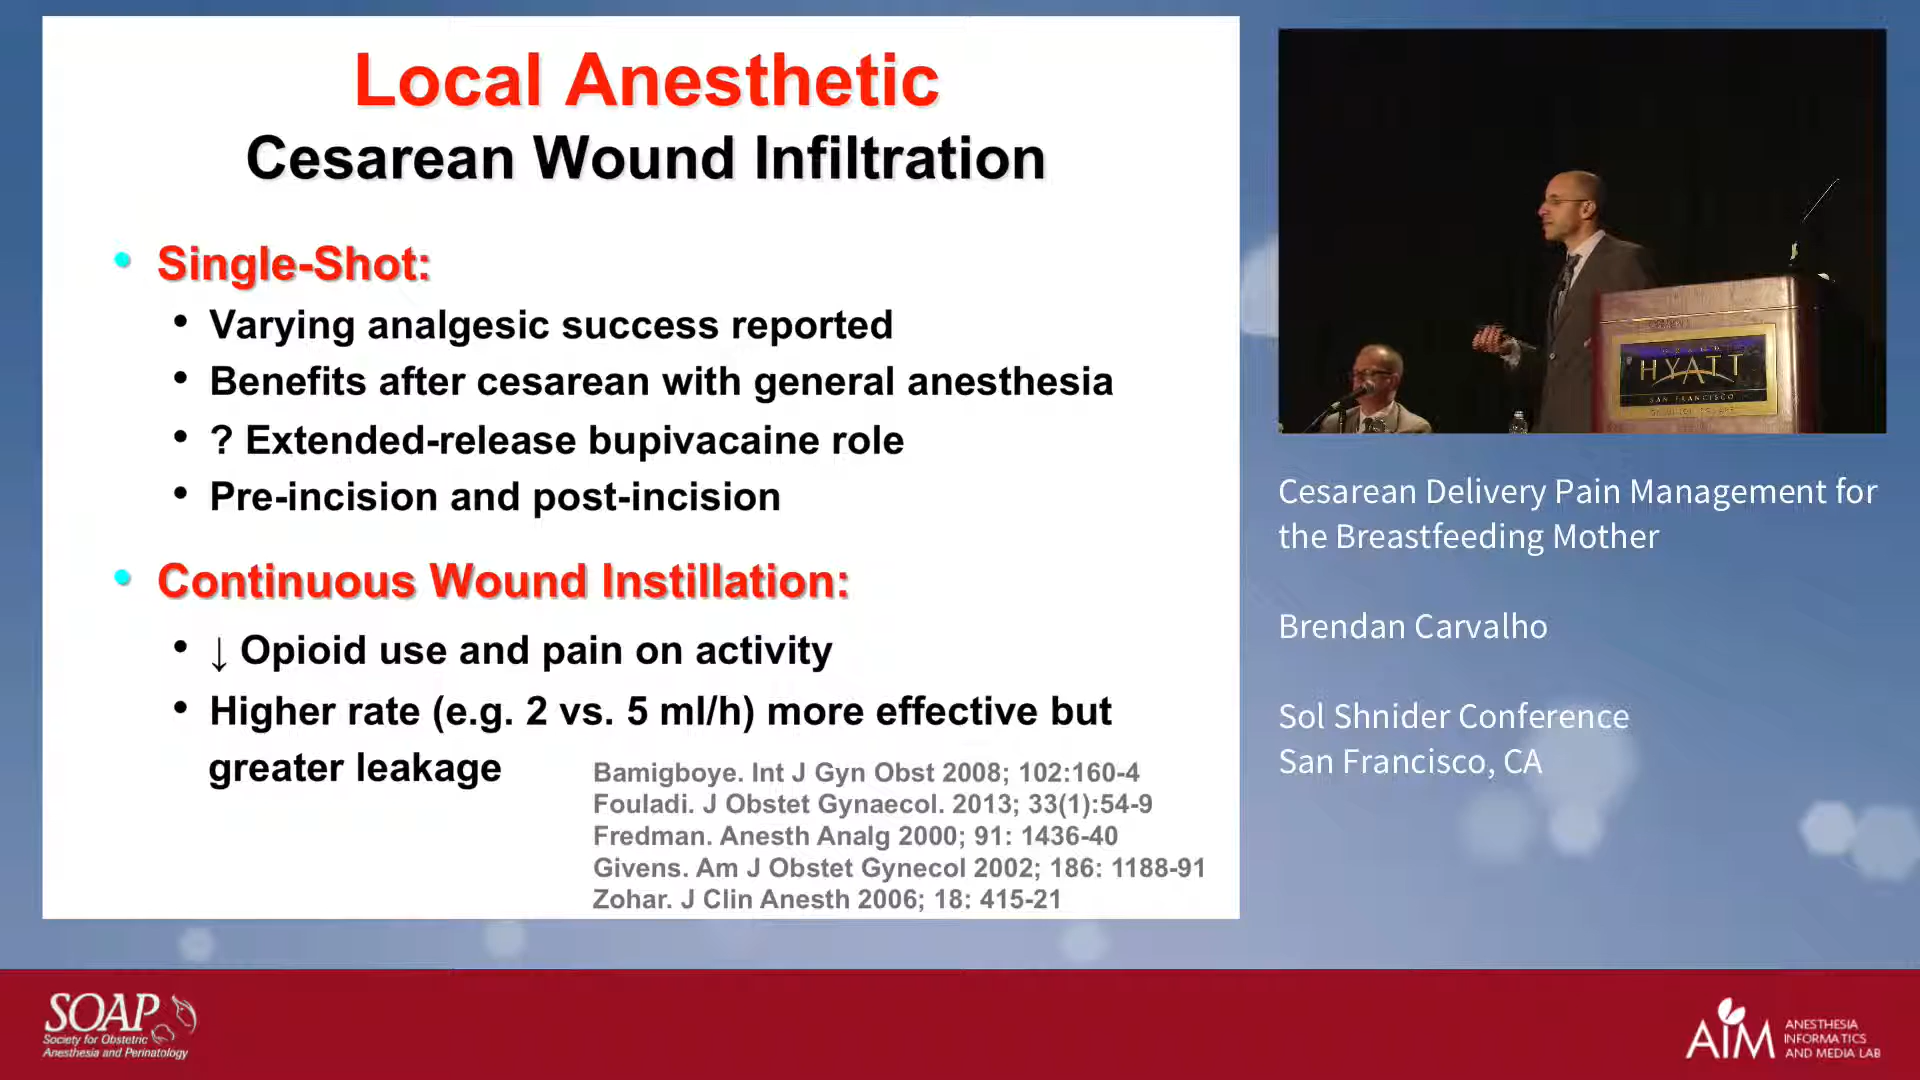 Local Anesthetic
Cesarean Wound Infiltration
• Single-Shot:
• Varying analgesic success reported
• Benefits after cesarean with general anesthesia
• ? Extended-release bupivacaine role
• Pre-incision and post-incision
• Continuous Wound Instillation:
• ↓ Opioid use and pain on activity
• Higher rate (e.g. 2 vs. 5 ml/h) more effective but
greater leakage
Bamigboye. Int J Gyn Obst 2008; 102:160-4
Fouladi. J Obstet Gynaecol. 2013; 33(1):54-9
Fredman. Anesth Analg 2000; 91: 1436-40
Givens. Am J Obstet Gynecol 2002; 186: 1188-91
Zohar. J Clin Anesth 2006; 18: 415-21
HYATT
SAN FRANCISCO
Cesarean Delivery Pain Management for
the Breastfeeding Mother
Brendan Carvalho
Sol Shnider Conference
San Francisco, CA
SOAP
Society for Obstetric
Anesthesia and Perinatology
AIM
ANESTHESIA
INFORMATICS
AND MEDIA LAB